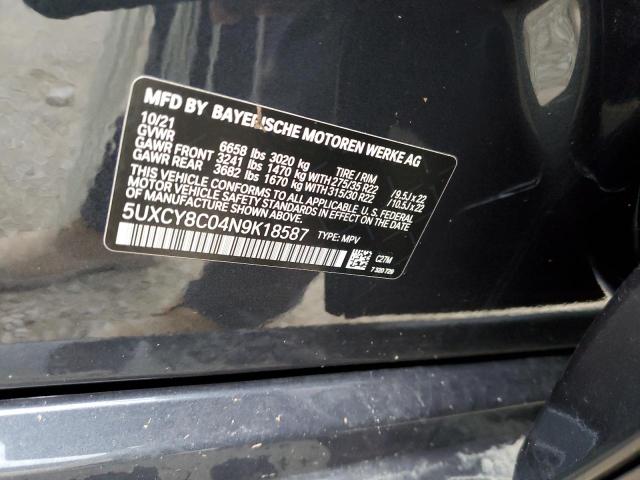 MFD BY BAYERISCHE MOTOREN WERKE AG
10/21
GVWR 6658 lbs 3020 kg TIRE / RIM
GAWR FRONT 3241 lbs 1470 kg WITH 275/35 R22 / 9.5J x 22
GAWR REAR 3682 lbs 1670 kg WITH 315/30 R22 / 10.5J x 22
THIS VEHICLE CONFORMS TO ALL APPLICABLE U.S. FEDERAL
MOTOR VEHICLE SAFETY STANDARDS IN EFFECT ON THE DATE
OF MANUFACTURE SHOWN ABOVE.
5UXCY8C04N9K18587 TYPE: MPV
C27M
7 320 728